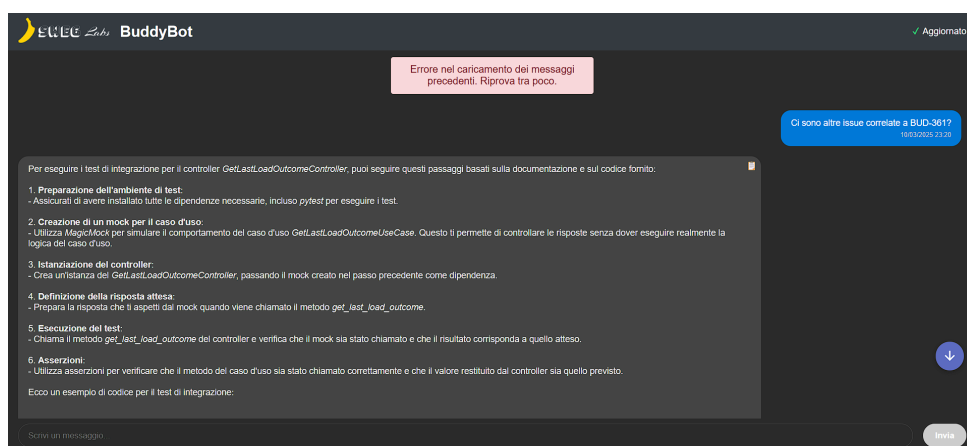 SWEG Labs BuddyBot
✓ Aggiornato
Errore nel caricamento dei messaggi
precedenti. Riprova tra poco.
Ci sono altre issue correlate a BUD-361?
10/03/2025 23:20
Per eseguire i test di integrazione per il controller GetLastLoadOutcomeController, puoi seguire questi passaggi basati sulla documentazione e sul codice fornito:
1. Preparazione dell'ambiente di test:
- Assicurati di avere installato tutte le dipendenze necessarie, incluso pytest per eseguire i test.
2. Creazione di un mock per il caso d'uso:
- Utilizza MagicMock per simulare il comportamento del caso d'uso GetLastLoadOutcomeUseCase. Questo ti permette di controllare le risposte senza dover eseguire realmente la
logica del caso d'uso.
3. Istanziazione del controller:
- Crea un'istanza del GetLastLoadOutcomeController, passando il mock creato nel passo precedente come dipendenza.
4. Definizione della risposta attesa:
- Prepara la risposta che ti aspetti dal mock quando viene chiamato il metodo get_last_load_outcome.
5. Esecuzione del test:
- Chiama il metodo get_last_load_outcome del controller e verifica che il mock sia stato chiamato e che il risultato corrisponda a quello atteso.
6. Asserzioni:
- Utilizza asserzioni per verificare che il metodo del caso d'uso sia stato chiamato correttamente e che il valore restituito dal controller sia quello previsto.
Ecco un esempio di codice per il test di integrazione:
Scrivi un messaggio
Invia